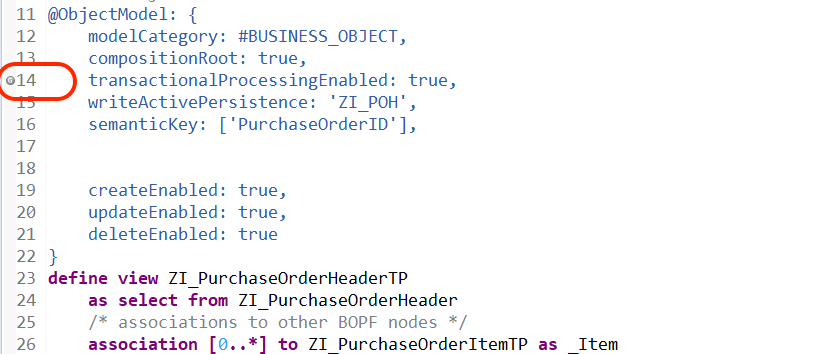 11 @ObjectModel: {
12     modelCategory: #BUSINESS_OBJECT,
13     compositionRoot: true,
14     transactionalProcessingEnabled: true,
15     writeActivePersistence: 'ZI_POH',
16     semanticKey: ['PurchaseOrderID'],
17
18
19     createEnabled: true,
20     updateEnabled: true,
21     deleteEnabled: true
22 }
23 define view ZI_PurchaseOrderHeaderTP
24     as select from ZI_PurchaseOrderHeader
25     /* associations to other BOPF nodes */
26     association [0..*] to ZI_PurchaseOrderItemTP as _Item